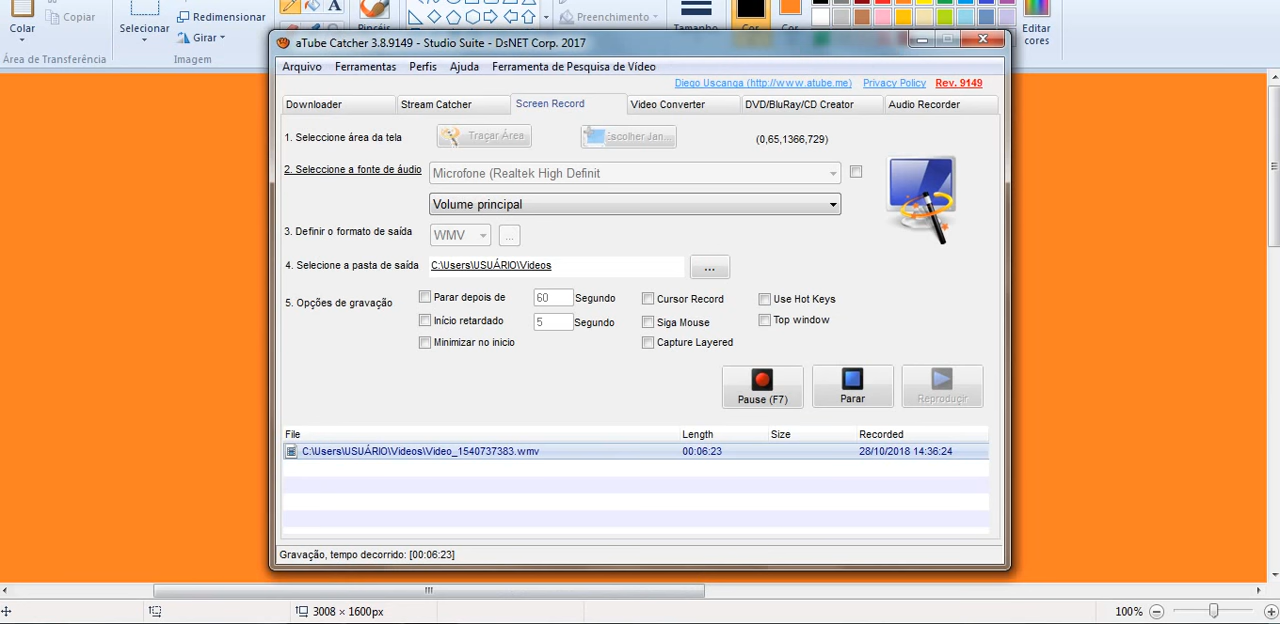 Copiar
Redimensionar
Colar
Selecionar
Girar
Preenchimento
Tamanho
Cor
Cor
Editar
cores
Área de Transferência
Imagem
Pincéis
aTube Catcher 3.8.9149 - Studio Suite - DsNET Corp. 2017
Arquivo Ferramentas Perfis Ajuda Ferramenta de Pesquisa de Vídeo
Diego Uscanga (http://www.atube.me) Privacy Policy Rev. 9149
Downloader Stream Catcher Screen Record Video Converter DVD/BluRay/CD Creator Audio Recorder
1. Seleccione área da tela Traçar Área Escolher Jan... (0,65,1366,729)
2. Seleccione a fonte de áudio Microfone (Realtek High Definit
Volume principal
3. Definir o formato de saída WMV ...
4. Selecione a pasta de saída C:\Users\USUÁRIO\Videos ...
5. Opções de gravação
Parar depois de 60 Segundo Cursor Record Use Hot Keys
Início retardado 5 Segundo Siga Mouse Top window
Minimizar no inicio Capture Layered
Pause (F7) Parar Reproduçir
File Length Size Recorded
C:\Users\USUÁRIO\Videos\Video_1540737383.wmv 00:06:23 28/10/2018 14:36:24
Gravação, tempo decorrido: [00:06:23]
3008 × 1600px 100%